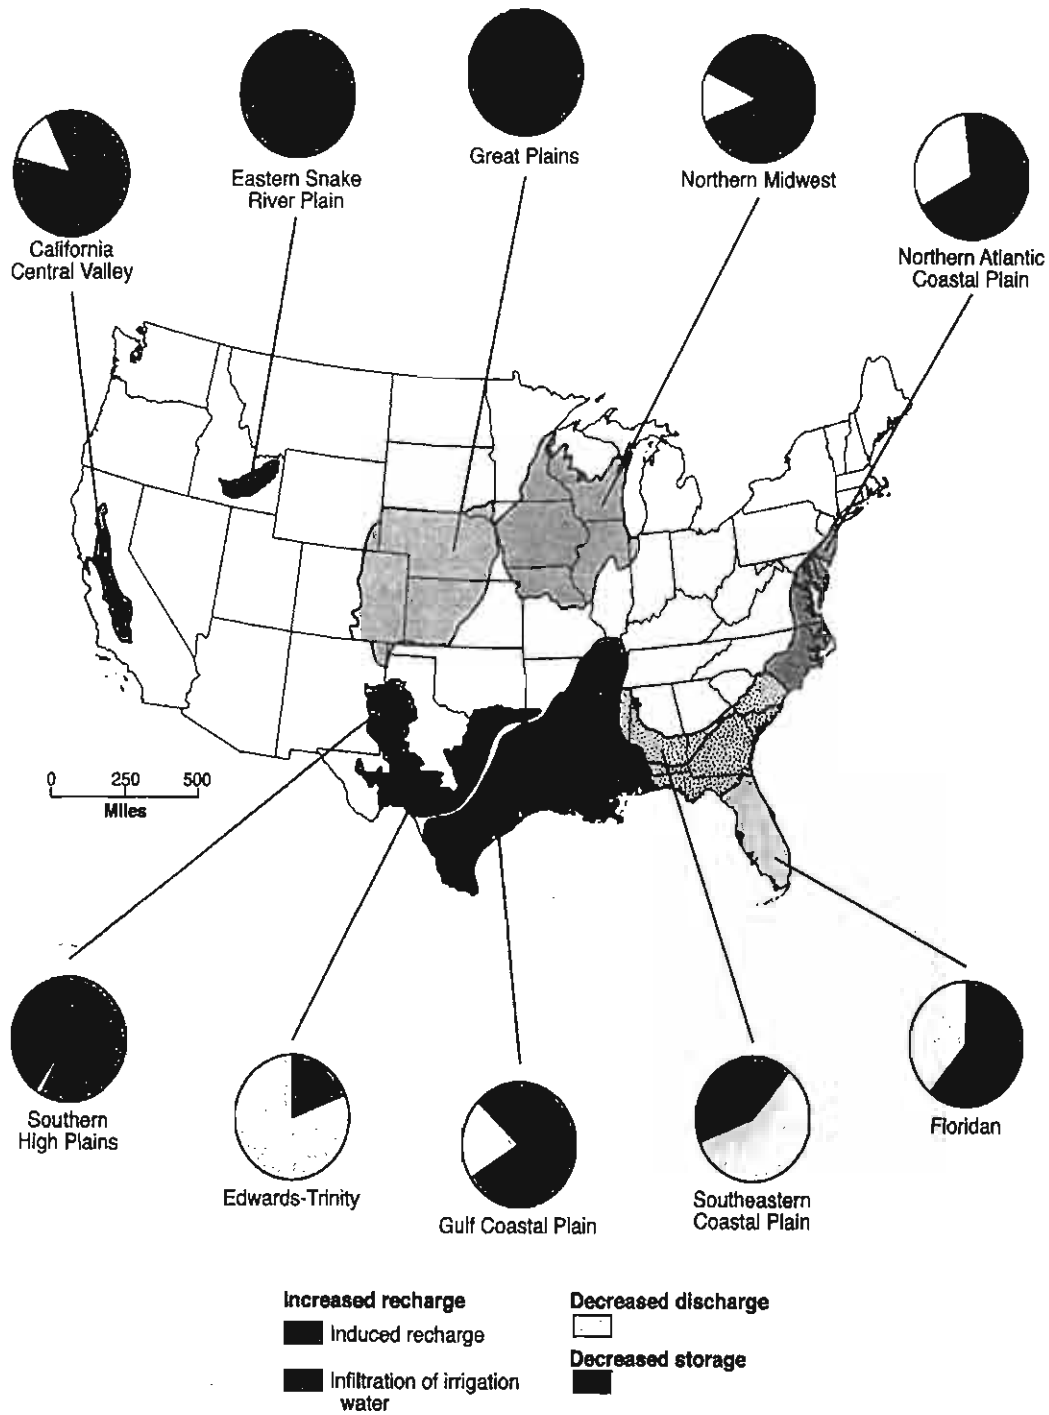 Great Plains
Northern Midwest
Eastern Snake
River Plain
California
Central Valley
Northern Atlantic
Coastal Plain
0 250 500
Miles
Southern
High Plains
Edwards-Trinity
Gulf Coastal Plain
Southeastern
Coastal Plain
Floridan
Increased recharge
Induced recharge
Infiltration of irrigation
water
Decreased discharge
Decreased storage